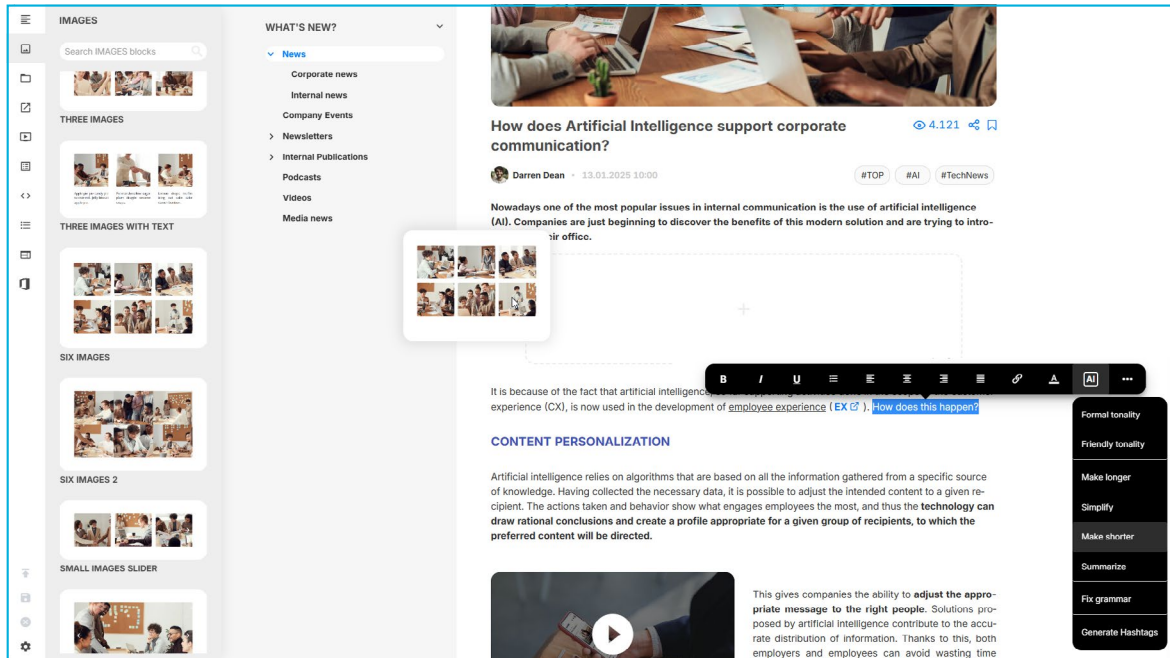 IMAGES
Search IMAGES blocks
THREE IMAGES
THREE IMAGES WITH TEXT
SIX IMAGES
SIX IMAGES 2
SMALL IMAGES SLIDER
WHAT'S NEW?
News
Corporate news
Internal news
Company Events
Newsletters
Internal Publications
Podcasts
Videos
Media news
How does Artificial Intelligence support corporate
communication?
4.121
Darren Dean - 13.01.2025 10:00
#TOP
#AI
#TechNews
Nowadays one of the most popular issues in internal communication is the use of artificial intelligence
(AI). Companies are just beginning to discover the benefits of this modern solution and are trying to intro-
eir office.
B I U AI
It is because of the fact that artificial intelligence,
experience (CX), is now used in the development of employee experience (EX). How does this happen?
Formal tonality
Friendly tonality
Make longer
Simplify
Make shorter
Summarize
Fix grammar
Generate Hashtags
CONTENT PERSONALIZATION
Artificial intelligence relies on algorithms that are based on all the information gathered from a specific source
of knowledge. Having collected the necessary data, it is possible to adjust the intended content to a given re-
cipient. The actions taken and behavior show what engages employees the most, and thus the technology can
draw rational conclusions and create a profile appropriate for a given group of recipients, to which the
preferred content will be directed.
This gives companies the ability to adjust the appro-
priate message to the right people. Solutions pro-
posed by artificial intelligence contribute to the accu-
rate distribution of information. Thanks to this, both
employers and employees can avoid wasting time